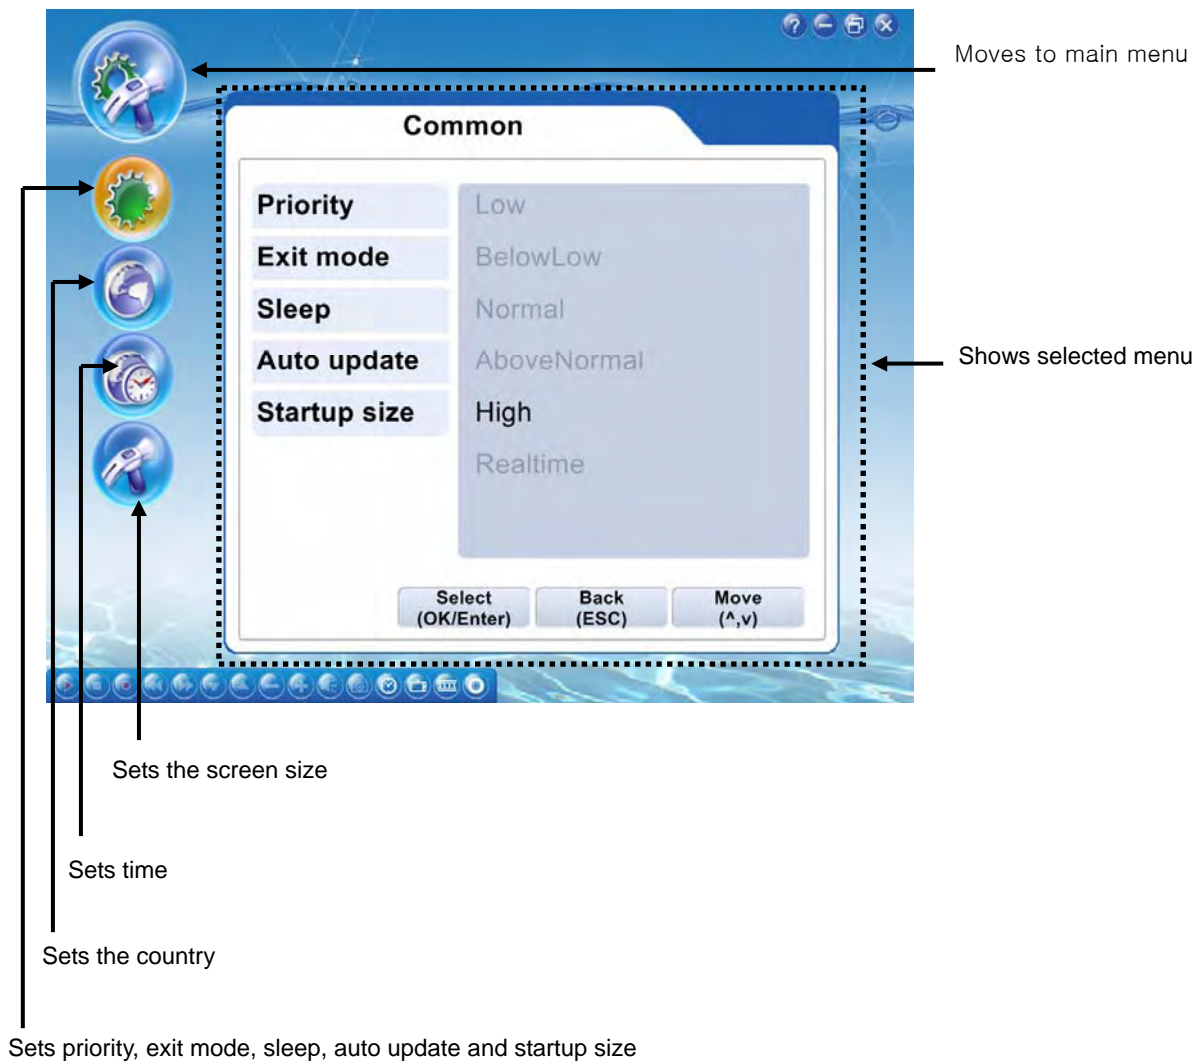 Moves to main menu
Common
Priority
Low
Exit mode
BelowLow
Sleep
Normal
Auto update
AboveNormal
Shows selected menu
Startup size
High
Realtime
Select
(OK/Enter)
Back
(ESC)
Move
(^,v)
Sets the screen size
Sets time
Sets the country
Sets priority, exit mode, sleep, auto update and startup size